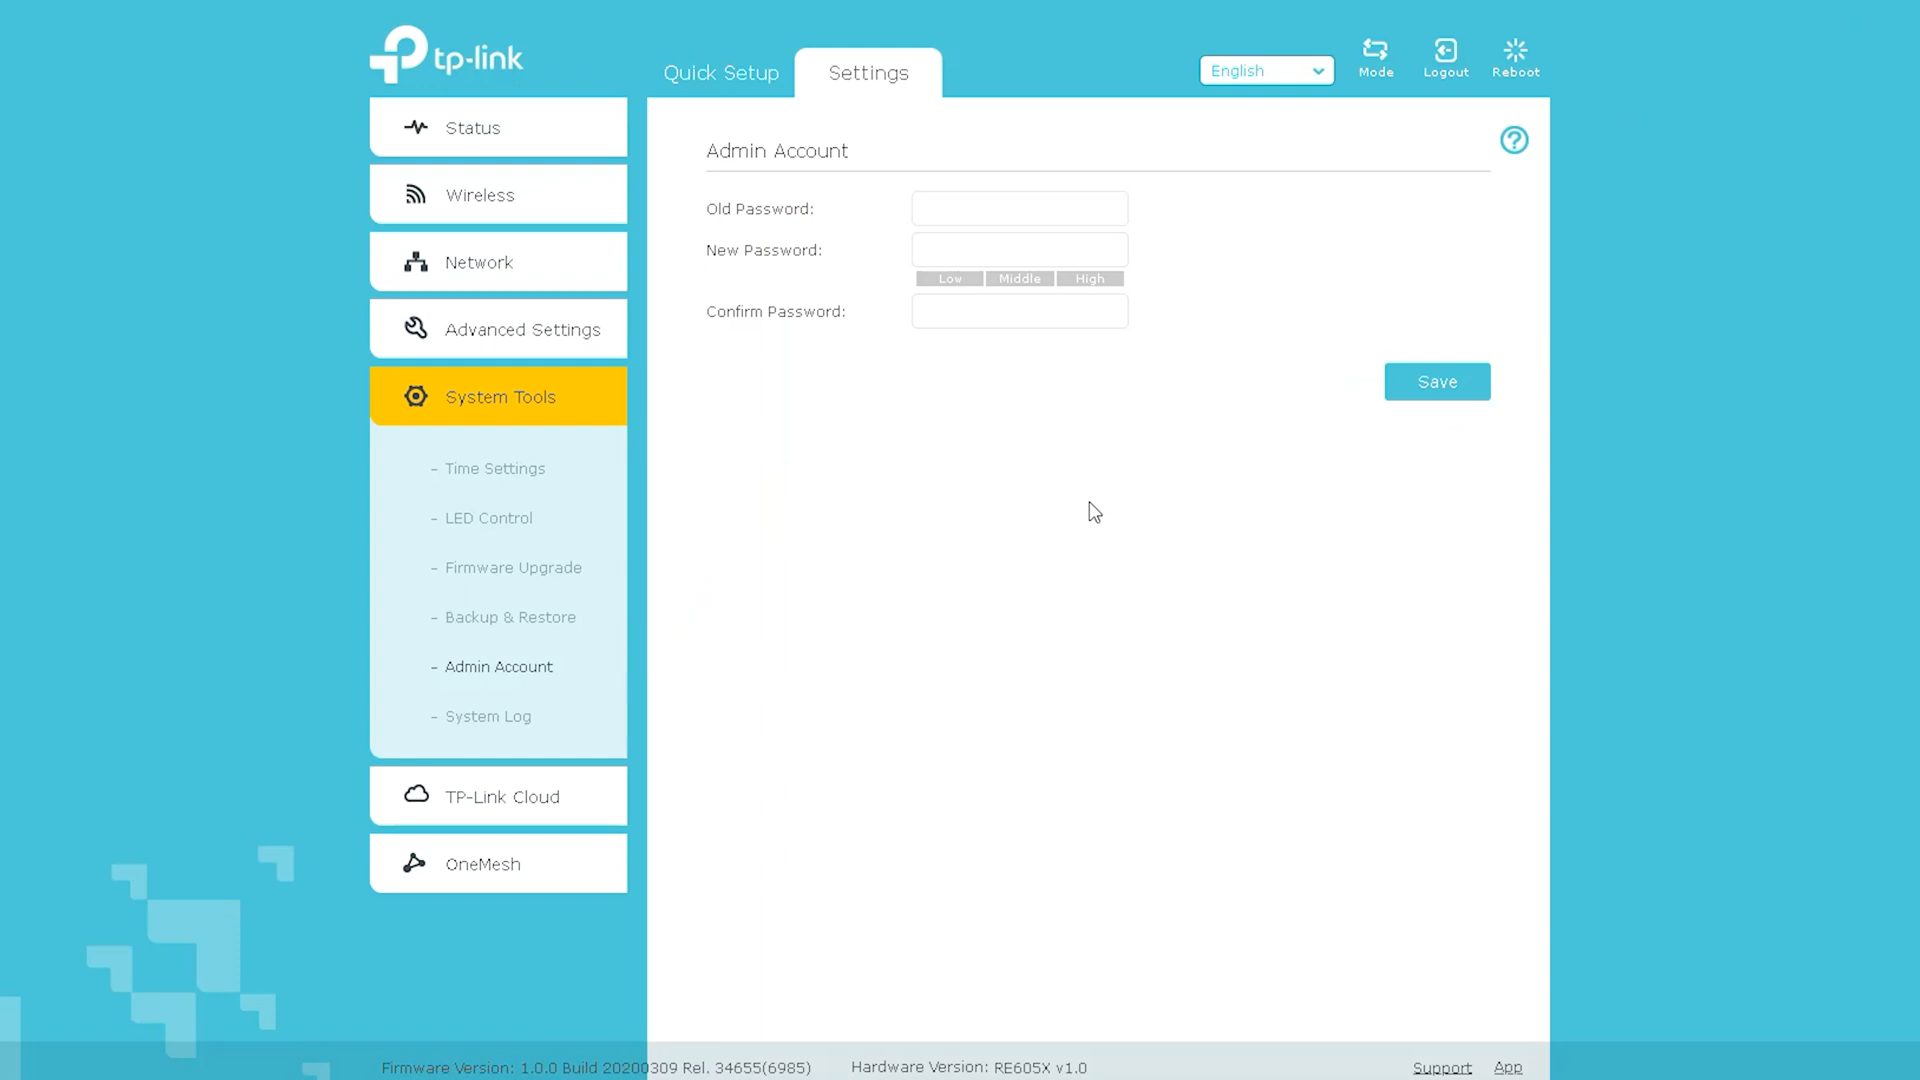 tp-link
Quick Setup
Settings
English
Mode
Logout
Reboot
Status
Wireless
Network
Advanced Settings
System Tools
- Time Settings
- LED Control
- Firmware Upgrade
- Backup & Restore
- Admin Account
- System Log
TP-Link Cloud
OneMesh
Admin Account
?
Old Password:
New Password:
Low Middle High
Confirm Password:
Save
Firmware Version: 1.0.0 Build 20200309 Rel. 34655(6985) Hardware Version: RE605X v1.0
Support App